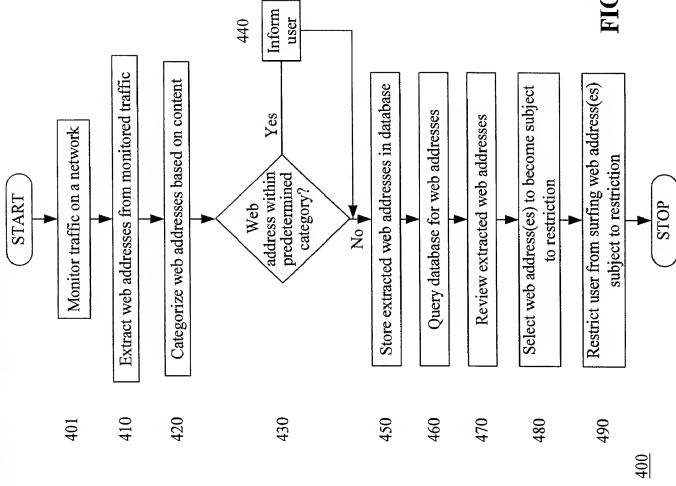 START
401
Monitor traffic on a network
410
Extract web addresses from monitored traffic
420
Categorize web addresses based on content
430
Web
address within
predetermined
category?
Yes
440
Inform
user
No
450
Store extracted web addresses in database
460
Query database for web addresses
470
Review extracted web addresses
480
Select web address(es) to become subject
to restriction
490
Restrict user from surfing web address(es)
subject to restriction
STOP
400